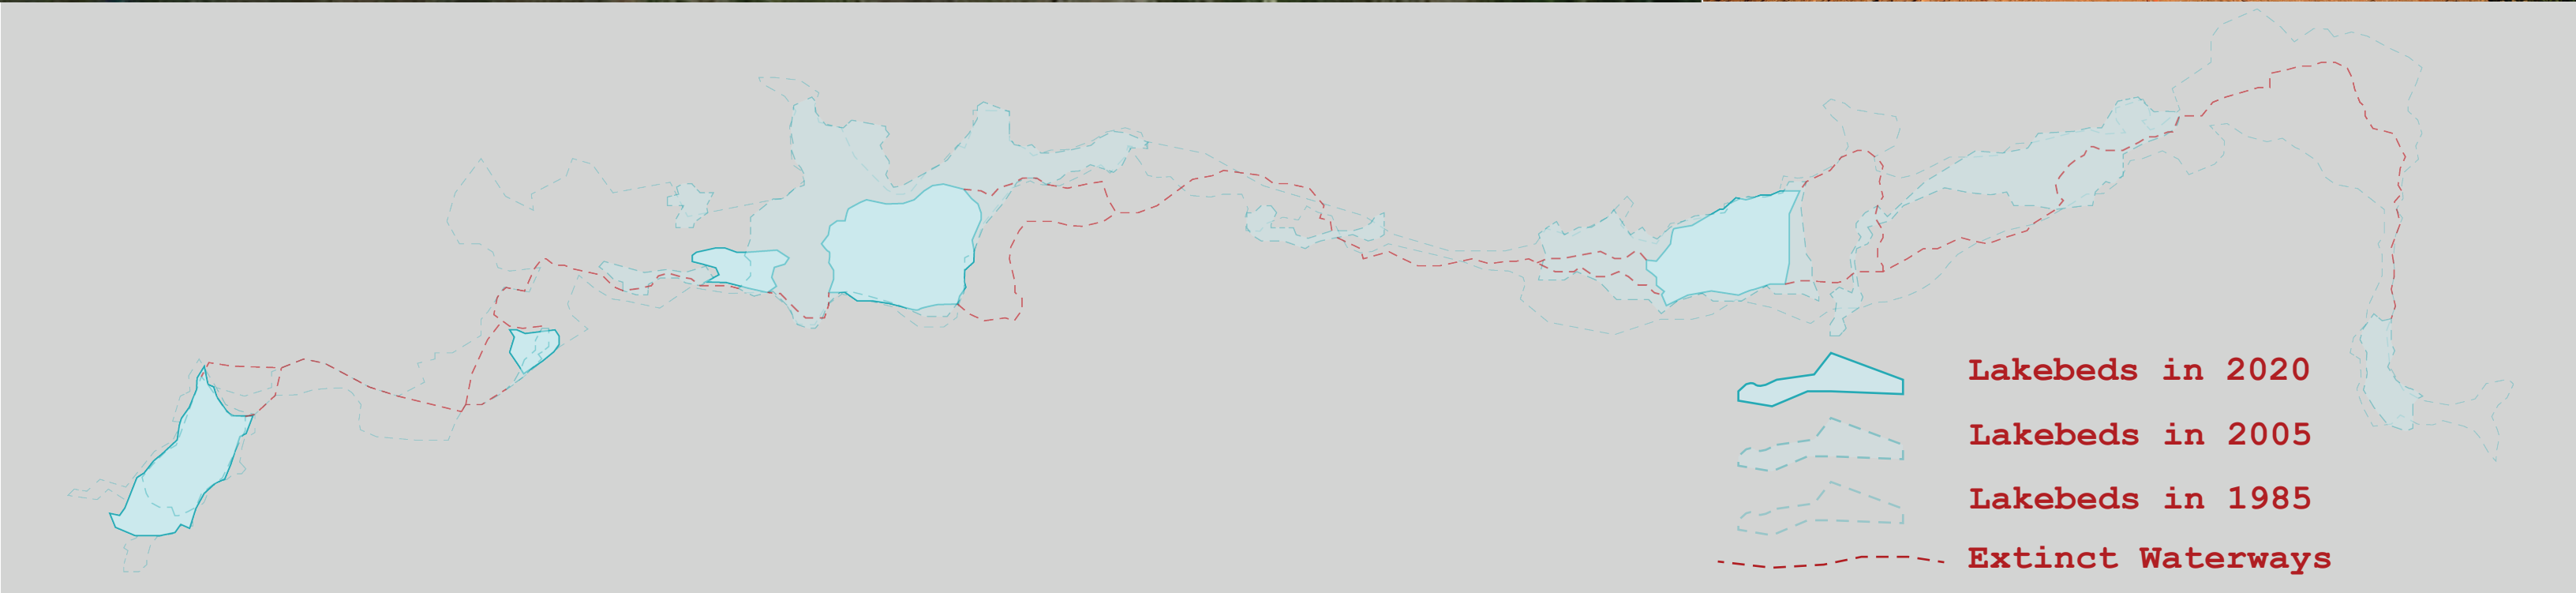 Lakebeds in 2020
Lakebeds in 2005
Lakebeds in 1985
Extinct Waterways